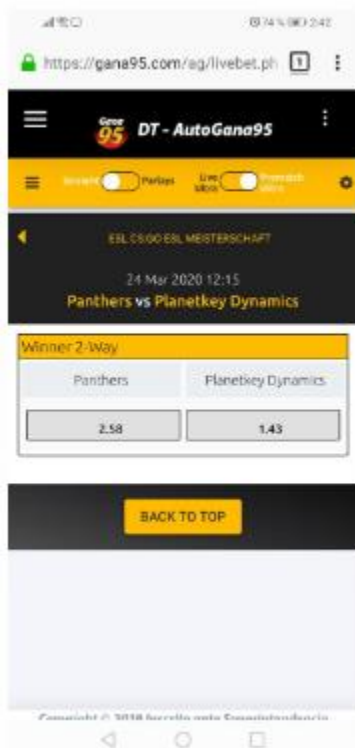 2:42
https://gana95.com/ag/livebet.ph 1
Gana 95 DT - AutoGana95
Straight Parlays Live
ESL CS:GO ESL MEISTERSCHAFT
24 Mar 2020 12:15
Panthers vs Planetkey Dynamics
Winner 2-Way
Panthers Planetkey Dynamics
2.58 1.43
BACK TO TOP